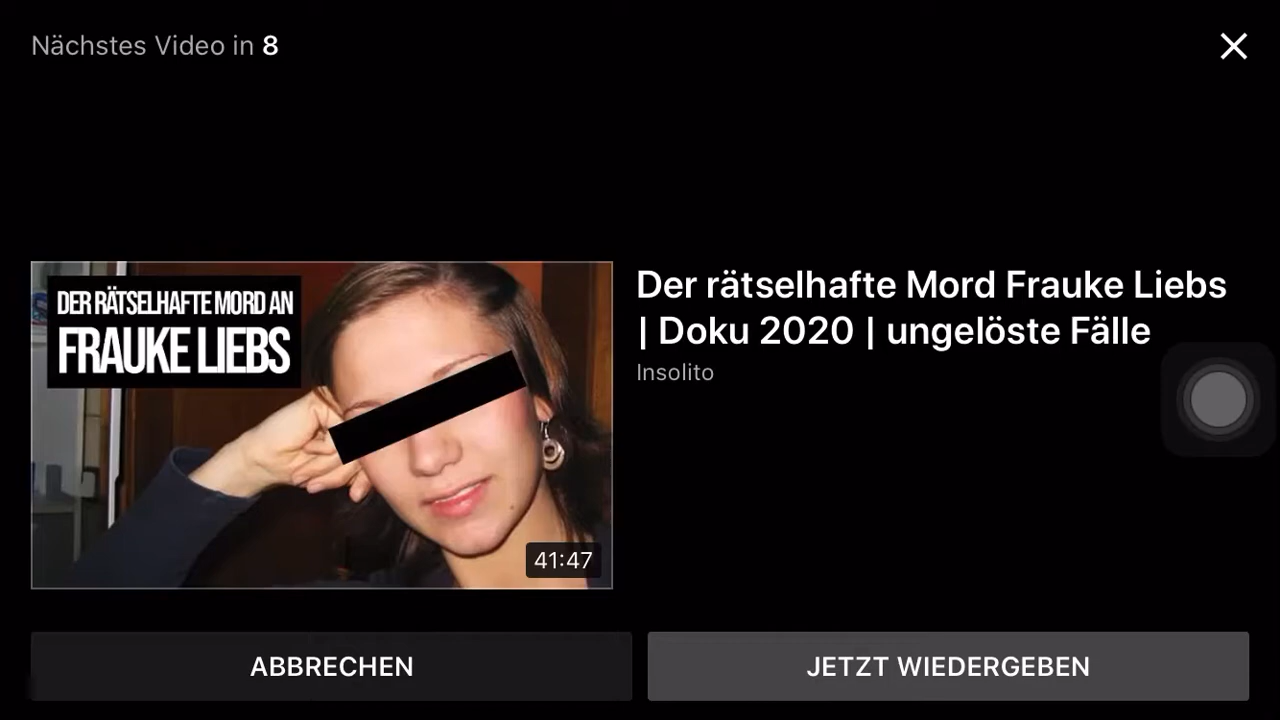 Nächstes Video in 8
DER RÄTSELHAFTE MORD AN
FRAUKE LIEBS
41:47
Der rätselhafte Mord Frauke Liebs
| Doku 2020 | ungelöste Fälle
Insolito
ABBRECHEN
JETZT WIEDERGEBEN